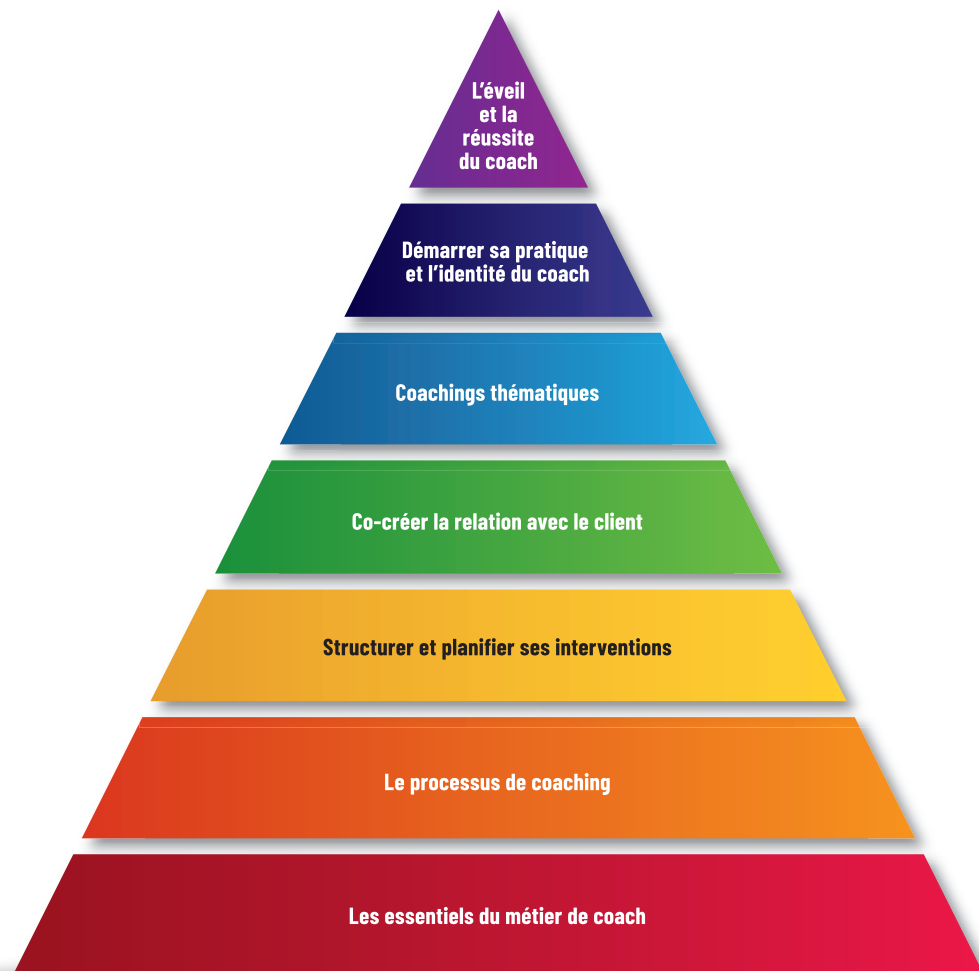 L'éveil
et la
réussite
du coach
Démarrer sa pratique
et l'identité du coach
Coachings thématiques
Co-créer la relation avec le client
Structurer et planifier ses interventions
Le processus de coaching
Les essentiels du métier de coach